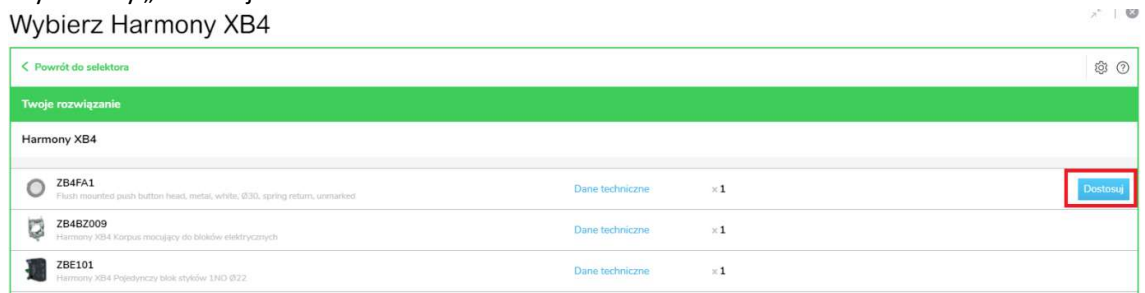 Wybierz Harmony XB4
Powrót do selektora
Twoje rozwiązanie
Harmony XB4
ZB4FA1
Flush mounted push button head, metal, white, Ø30, spring return, unmarked
Dane techniczne × 1
Dostosuj
ZB4BZ009
Harmony XB4 Korpus mocujący do bloków elektrycznych
Dane techniczne × 1
ZBE101
Harmony XB4 Pojedynczy blok styków 1NO Ø22
Dane techniczne × 1